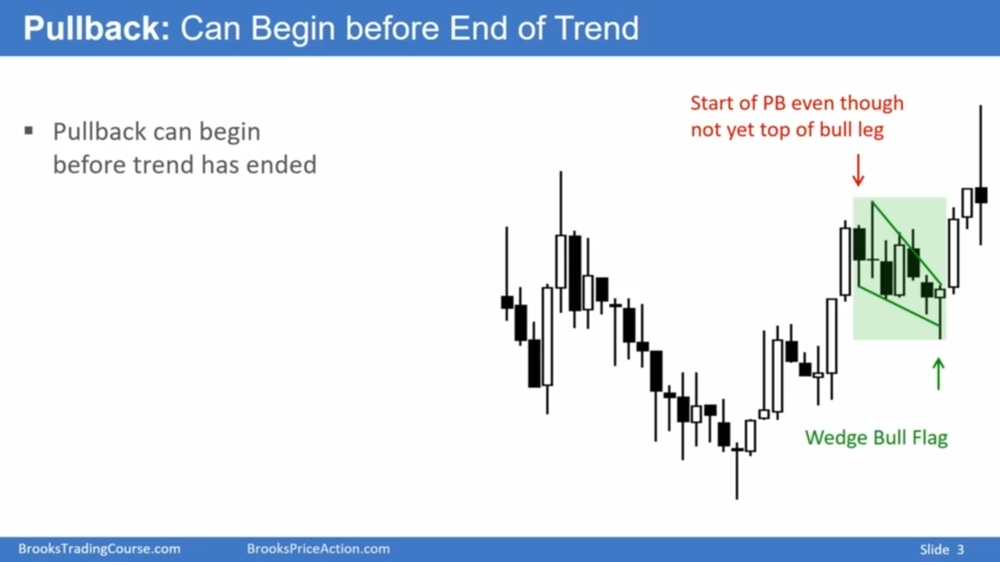 Pullback: Can Begin before End of Trend
▪ Pullback can begin
before trend has ended
Start of PB even though
not yet top of bull leg
Wedge Bull Flag
BrooksTradingCourse.com
BrooksPriceAction.com
Slide 3